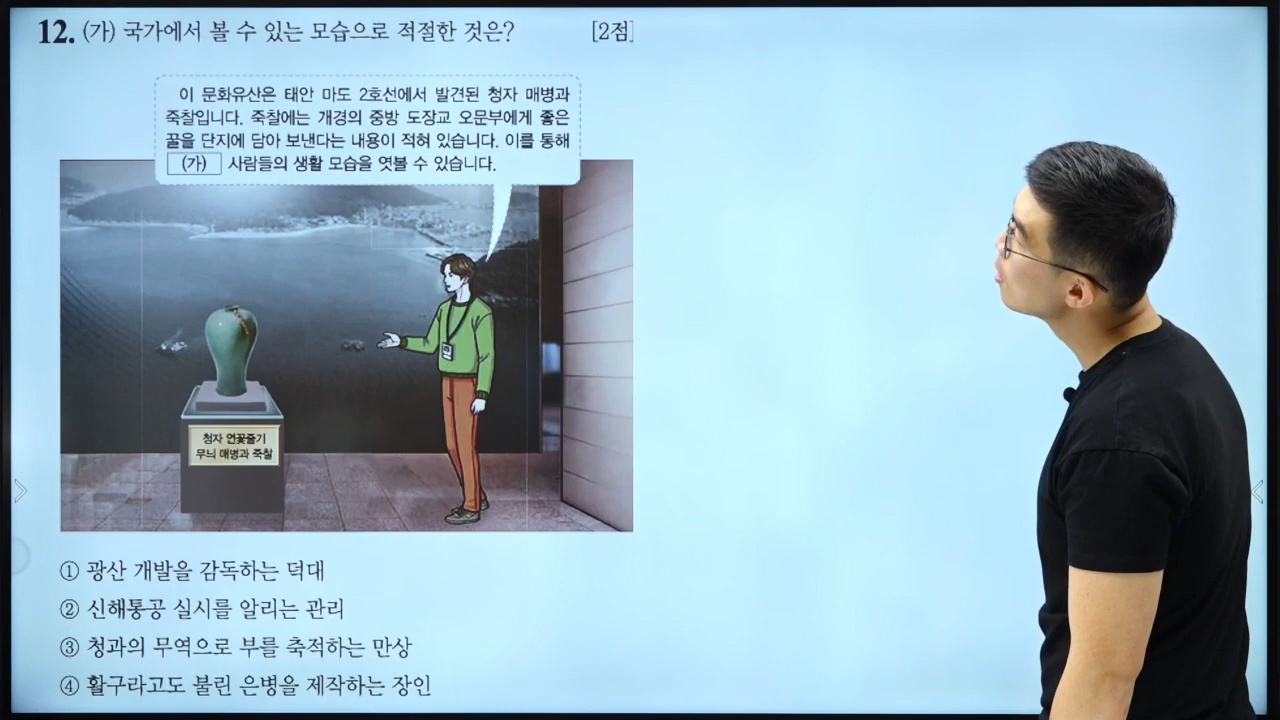 12. (가) 국가에서 볼 수 있는 모습으로 적절한 것은? [2점]
이 문화유산은 태안 마도 2호선에서 발견된 청자 매병과
죽찰입니다. 죽찰에는 개경의 중방 도장교 오문부에게 좋은
꿀을 단지에 담아 보낸다는 내용이 적혀 있습니다. 이를 통해
(가) 사람들의 생활 모습을 엿볼 수 있습니다.
청자 연꽃줄기
무늬 매병과 죽찰
① 광산 개발을 감독하는 덕대
② 신해통공 실시를 알리는 관리
③ 청과의 무역으로 부를 축적하는 만상
④ 활구라고도 불린 은병을 제작하는 장인